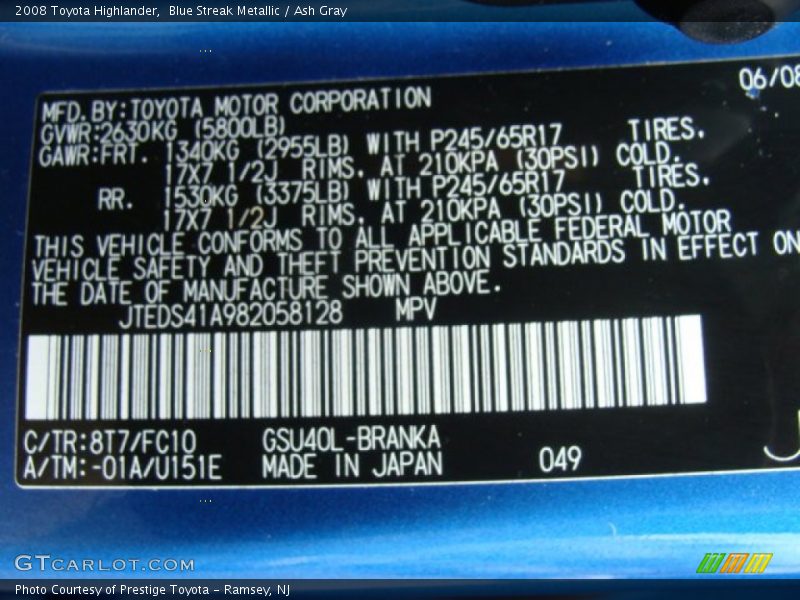 2008 Toyota Highlander,  Blue Streak Metallic / Ash Gray
06/08
MFD. BY: TOYOTA MOTOR CORPORATION
GVWR: 2630KG (5800LB)
GAWR: FRT. 1340KG (2955LB) WITH P245/65R17 TIRES.
17X7 1/2J RIMS. AT 210KPA (30PSI) COLD.
RR. 1530KG (3375LB) WITH P245/65R17 TIRES.
17X7 1/2J RIMS. AT 210KPA (30PSI) COLD.
THIS VEHICLE CONFORMS TO ALL APPLICABLE FEDERAL MOTOR
VEHICLE SAFETY AND THEFT PREVENTION STANDARDS IN EFFECT ON
THE DATE OF MANUFACTURE SHOWN ABOVE.
JTEDS41A982058128 MPV
C/TR: 8T7/FC10 GSU40L-BRANKA
A/TM: -01A/U151E MADE IN JAPAN 049
GTCARLOT.COM
Photo Courtesy of Prestige Toyota - Ramsey, NJ